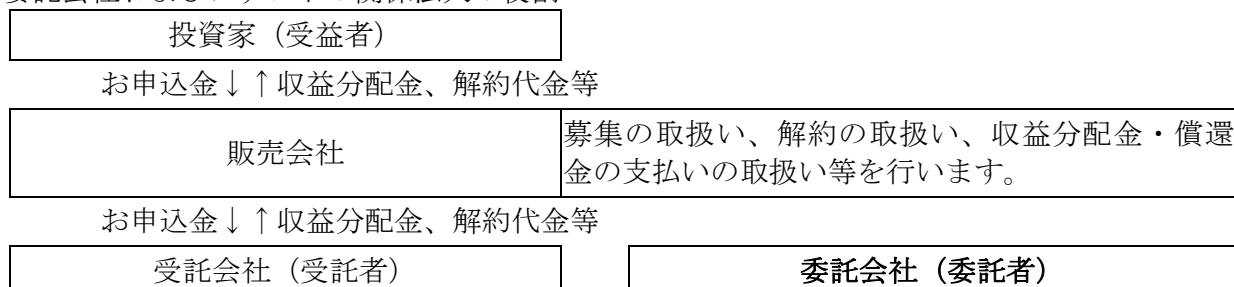 投資家（受益者）
お申込金↓↑収益分配金、解約代金等
販売会社
募集の取扱い、解約の取扱い、収益分配金・償還
金の支払いの取扱い等を行います。
お申込金↓↑収益分配金、解約代金等
受託会社（受託者）
委託会社（委託者）